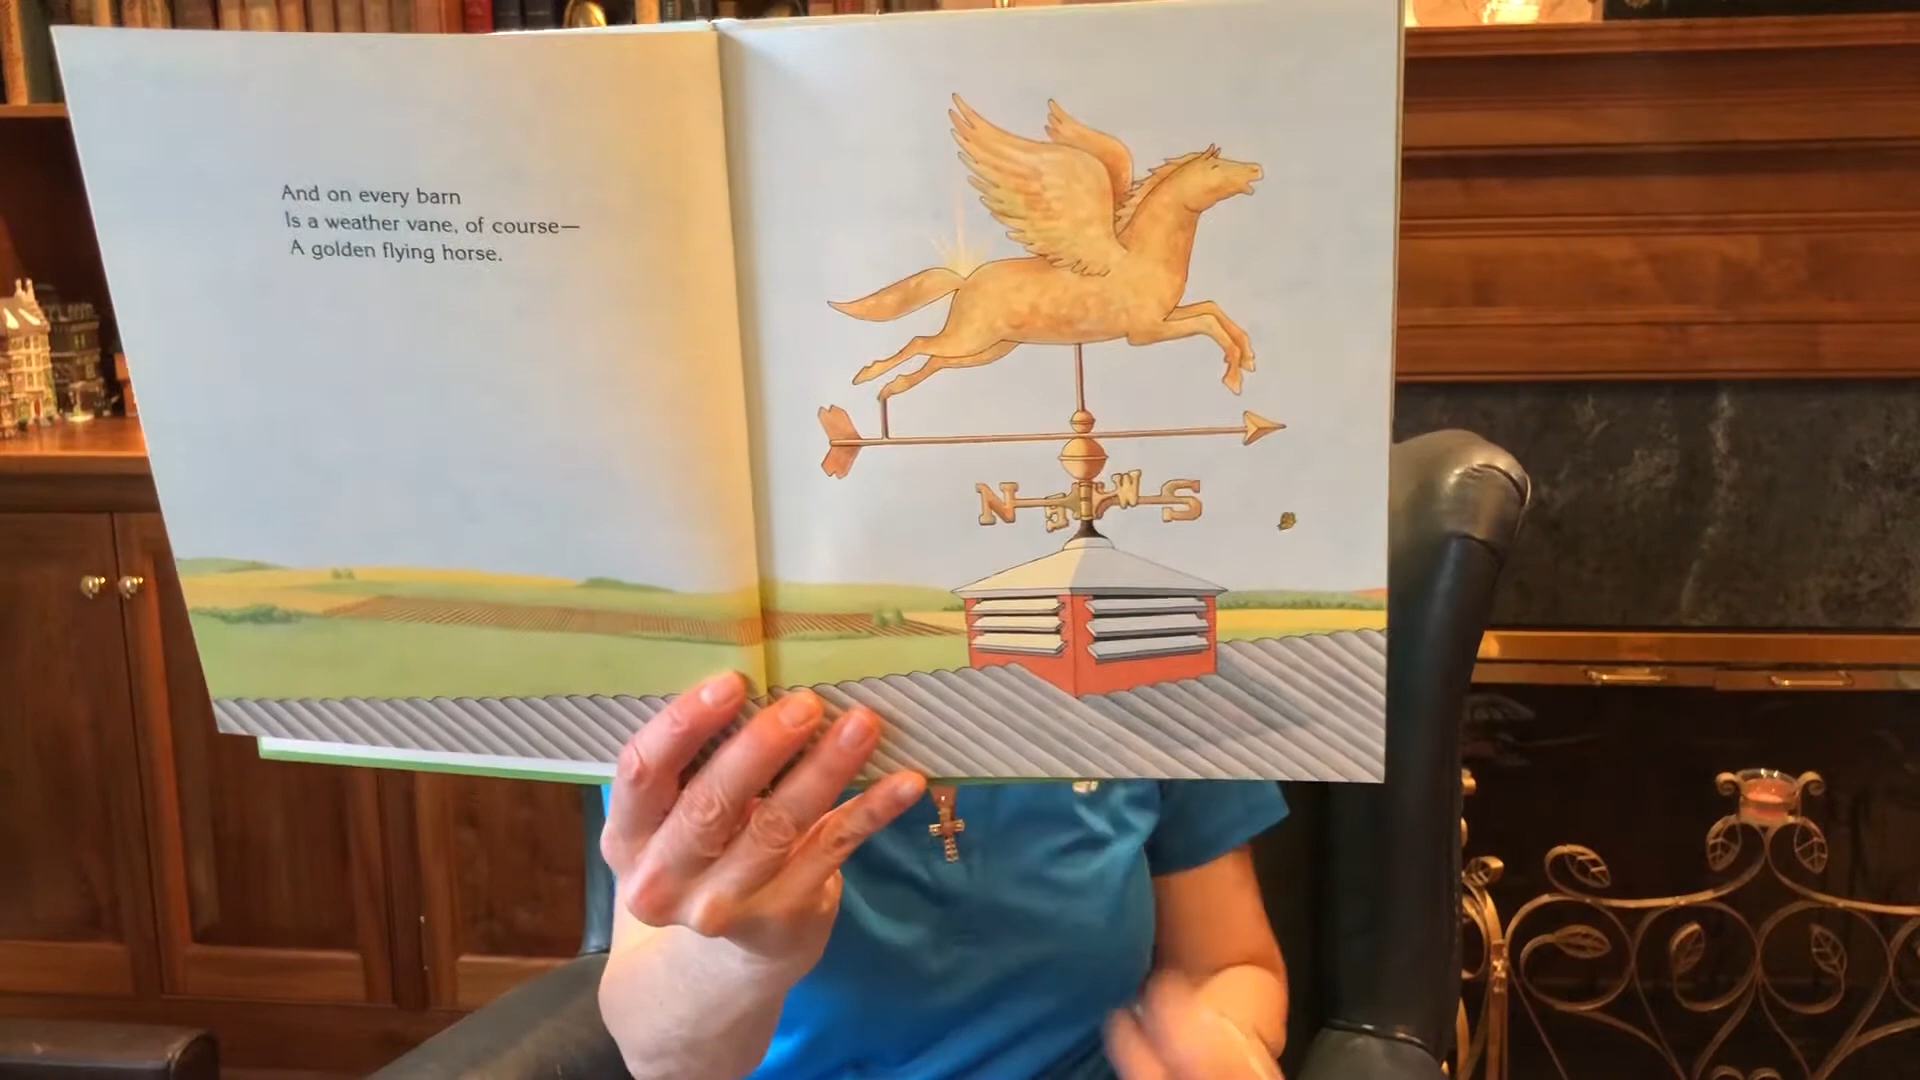 And on every barn
Is a weather vane, of course—
A golden flying horse.
N E W S